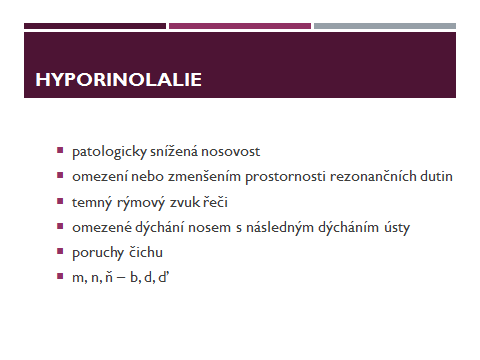 HYPORINOLALIE
▪ patologicky snížená nosovost
▪ omezení nebo zmenšením prostornosti rezonančních dutin
▪ temný rýmový zvuk řeči
▪ omezené dýchání nosem s následným dýcháním ústy
▪ poruchy čichu
▪ m, n, ň – b, d, ď